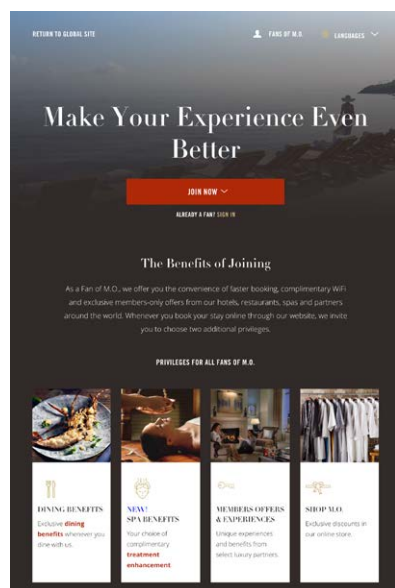 RETURN TO GLOBAL SITE
FANS OF M.O.
LANGUAGES
Make Your Experience Even
Better
JOIN NOW
ALREADY A FAN? SIGN IN
The Benefits of Joining
As a Fan of M.O., we offer you the convenience of faster booking, complimentary WiFi
and exclusive members-only offers from our hotels, restaurants, spas and partners
around the world. Whenever you book your stay online through our website, we invite
you to choose two additional privileges.
PRIVILEGES FOR ALL FANS OF M.O.
DINING BENEFITS
Exclusive dining
benefits wherever you
dine with us.
NEW!
SPA BENEFITS
Your choice of
complimentary
treatment
enhancement
MEMBERS OFFERS
& EXPERIENCES
Unique experiences
and benefits from
select luxury partners.
SHOP M.O.
Exclusive discounts in
our online store.